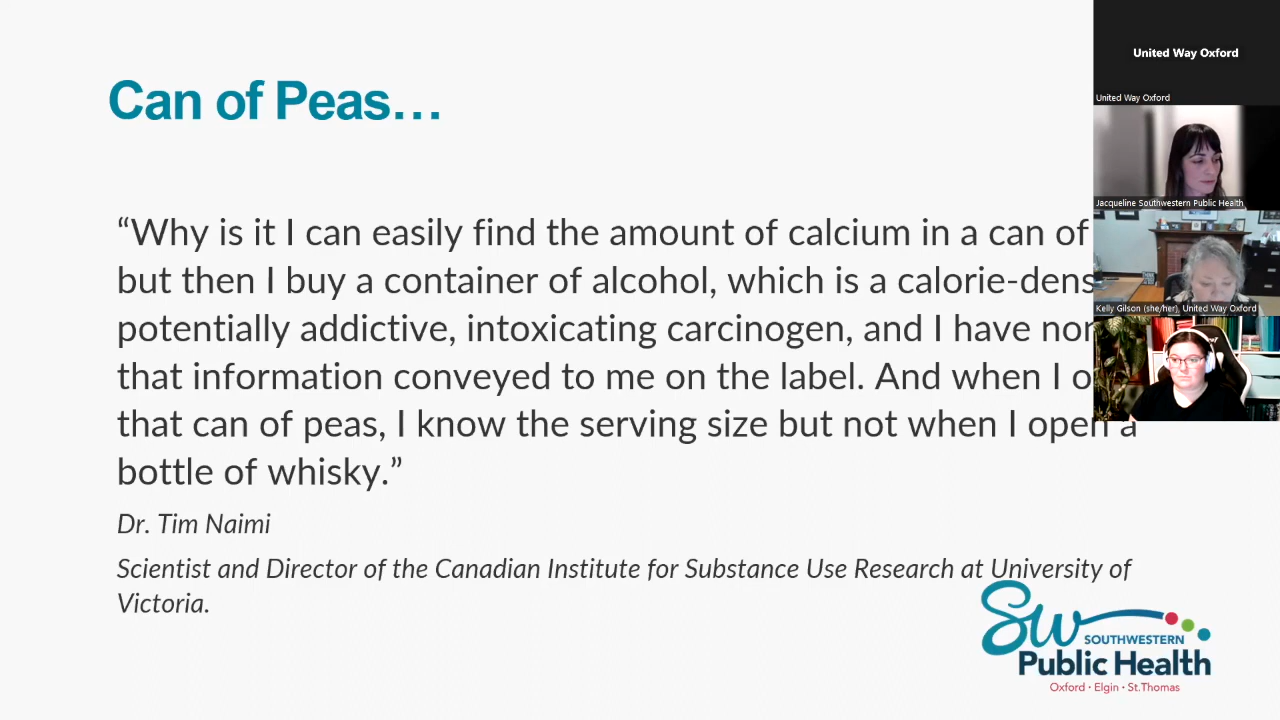 Can of Peas…
“Why is it I can easily find the amount of calcium in a can of
but then I buy a container of alcohol, which is a calorie-dens
potentially addictive, intoxicating carcinogen, and I have
that information conveyed to me on the label. And when I
that can of peas, I know the serving size but not when I open a
bottle of whisky.”
Dr. Tim Naimi
Scientist and Director of the Canadian Institute for Substance Use Research at University of
Victoria.
United Way Oxford
United Way Oxford
Jacqueline Southwestern Public Health
Kelly Gilson (she/her), United Way Oxford
SW
SOUTHWESTERN
Public Health
Oxford • Elgin • St.Thomas